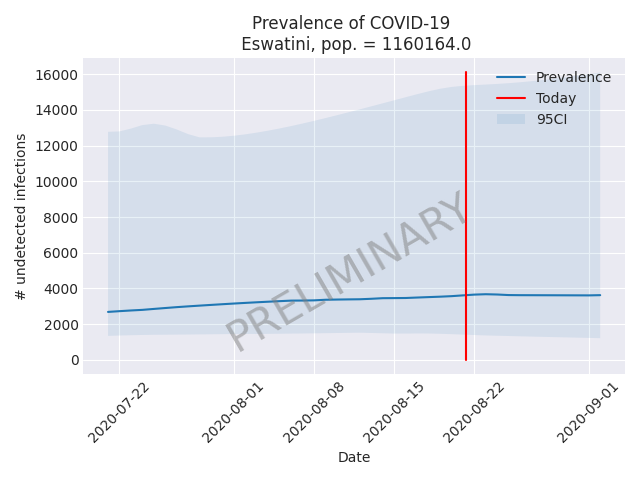 Prevalence of COVID-19
Eswatini, pop. = 1160164.0
16000
14000
12000
10000
8000
6000
4000
2000
0
# undetected infections
Prevalence
Today
95CI
PRELIMINARY
2020-07-22
2020-08-01
2020-08-08
2020-08-15
2020-08-22
2020-09-01
Date